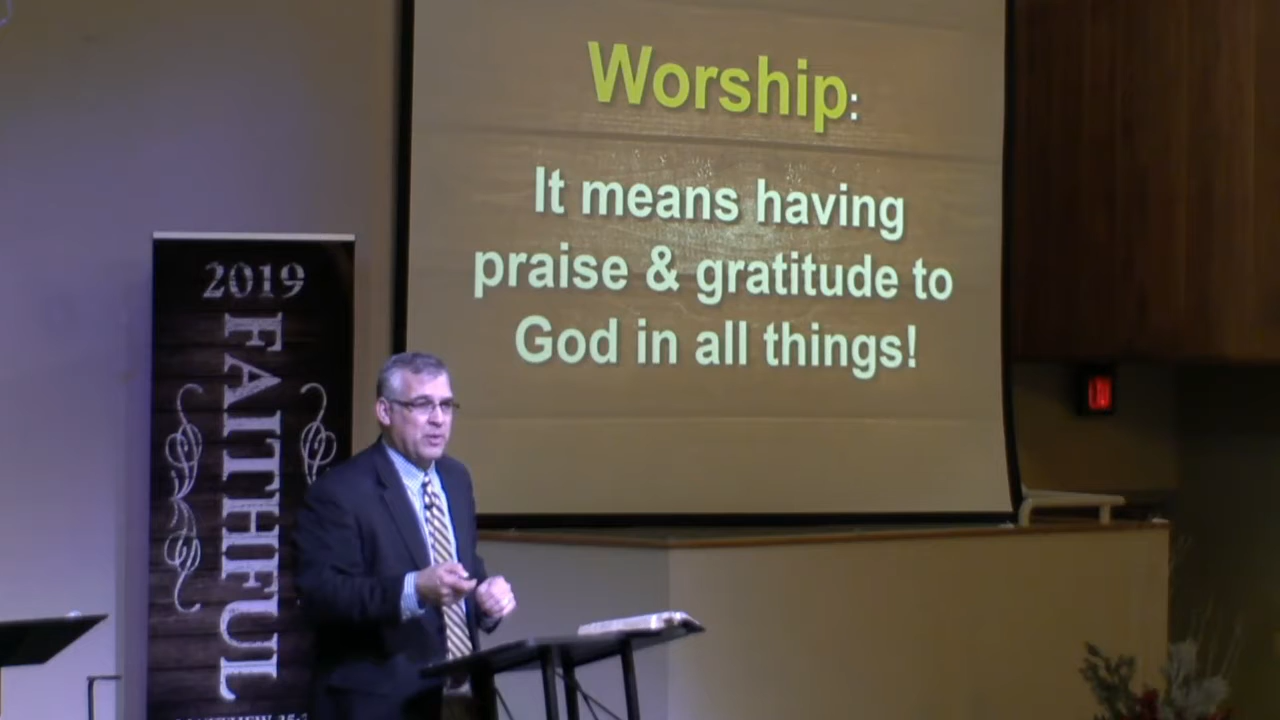 Worship:
It means having
praise & gratitude to
God in all things!
2019
FAITHFUL